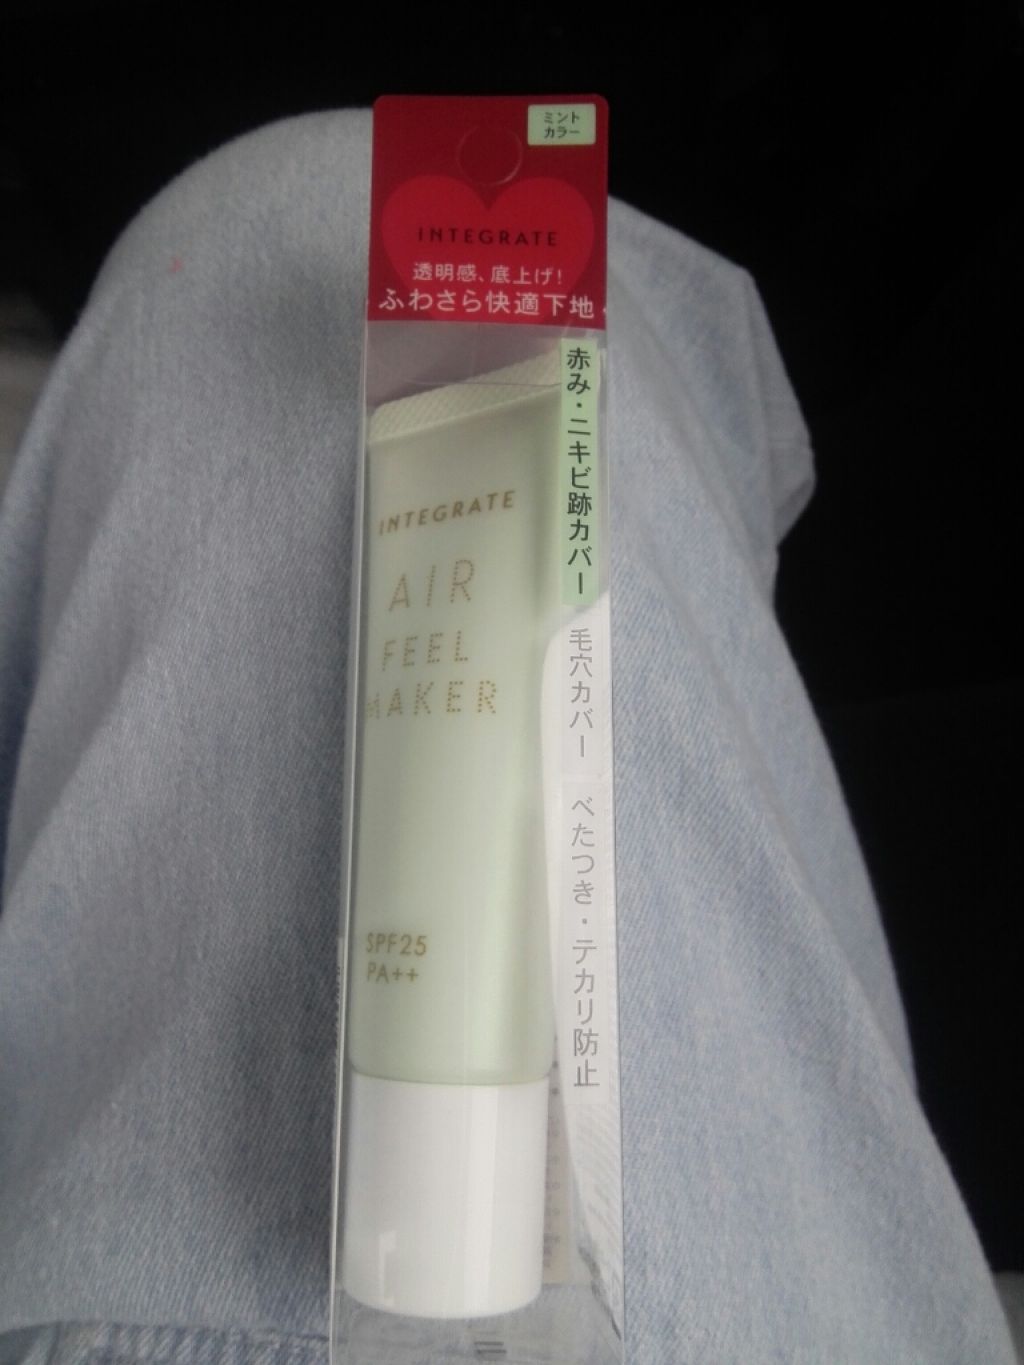 ミント
カラー
INTEGRATE
透明感、底上げ!
ふわさら快適下地
赤み・ニキビ跡カバー
毛穴カバー
べたつき・テカリ防止
INTEGRATE
AIR
FEEL
MAKER
SPF25
PA++